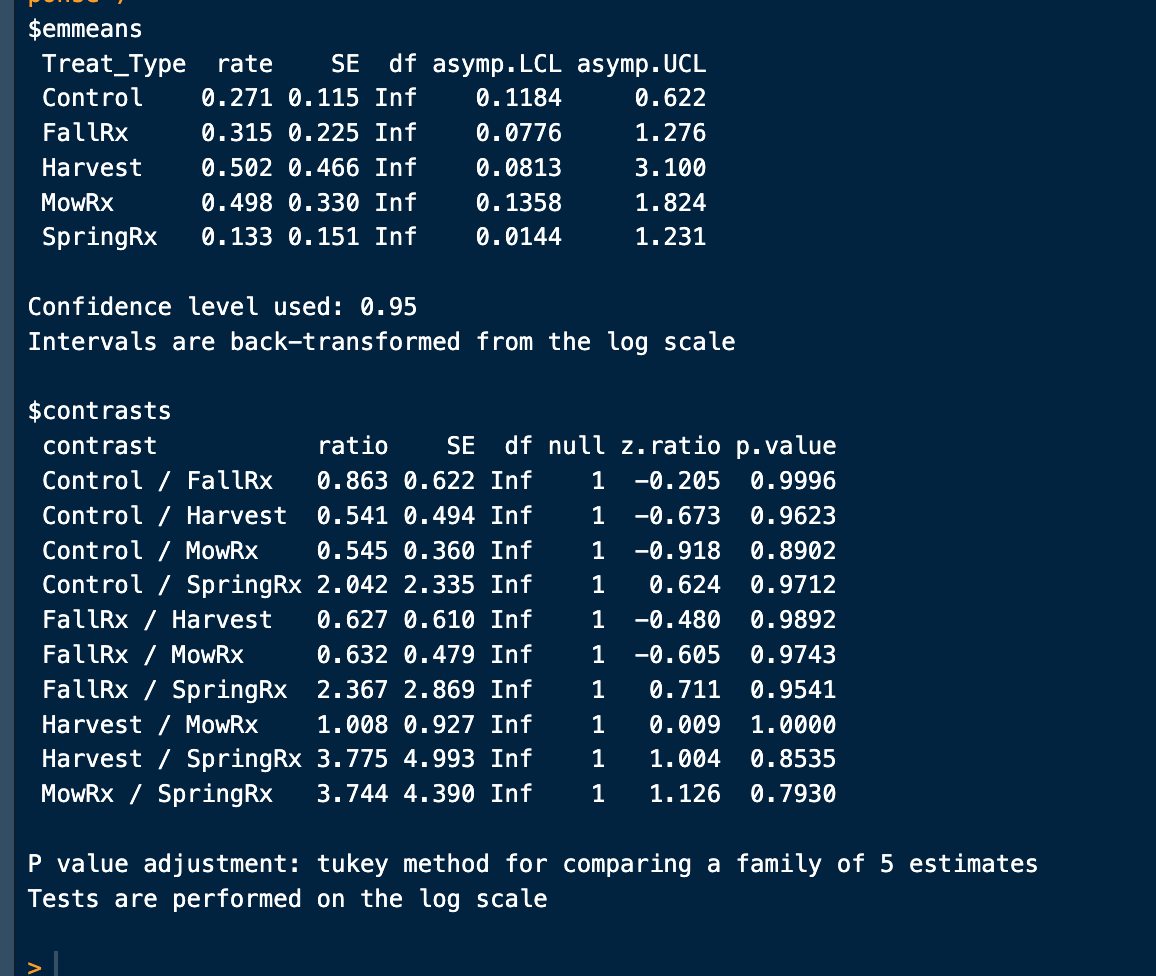 $emmeans
Treat_Type rate SE df asymp.LCL asymp.UCL
Control 0.271 0.115 Inf 0.1184 0.622
FallRx 0.315 0.225 Inf 0.0776 1.276
Harvest 0.502 0.466 Inf 0.0813 3.100
MowRx 0.498 0.330 Inf 0.1358 1.824
SpringRx 0.133 0.151 Inf 0.0144 1.231
Confidence level used: 0.95
Intervals are back-transformed from the log scale
$contrasts
contrast ratio SE df null z.ratio p.value
Control / FallRx 0.863 0.622 Inf 1 -0.205 0.9996
Control / Harvest 0.541 0.494 Inf 1 -0.673 0.9623
Control / MowRx 0.545 0.360 Inf 1 -0.918 0.8902
Control / SpringRx 2.042 2.335 Inf 1 0.624 0.9712
FallRx / Harvest 0.627 0.610 Inf 1 -0.480 0.9892
FallRx / MowRx 0.632 0.479 Inf 1 -0.605 0.9743
FallRx / SpringRx 2.367 2.869 Inf 1 0.711 0.9541
Harvest / MowRx 1.008 0.927 Inf 1 0.009 1.0000
Harvest / SpringRx 3.775 4.993 Inf 1 1.004 0.8535
MowRx / SpringRx 3.744 4.390 Inf 1 1.126 0.7930
P value adjustment: tukey method for comparing a family of 5 estimates
Tests are performed on the log scale
>